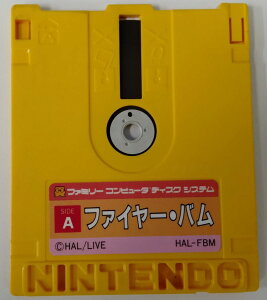 ファミリー コンピュータ ディスク システム
SIDE
A
ファイヤー・バム
©HAL/LIVE HAL-FBM
NINTENDO